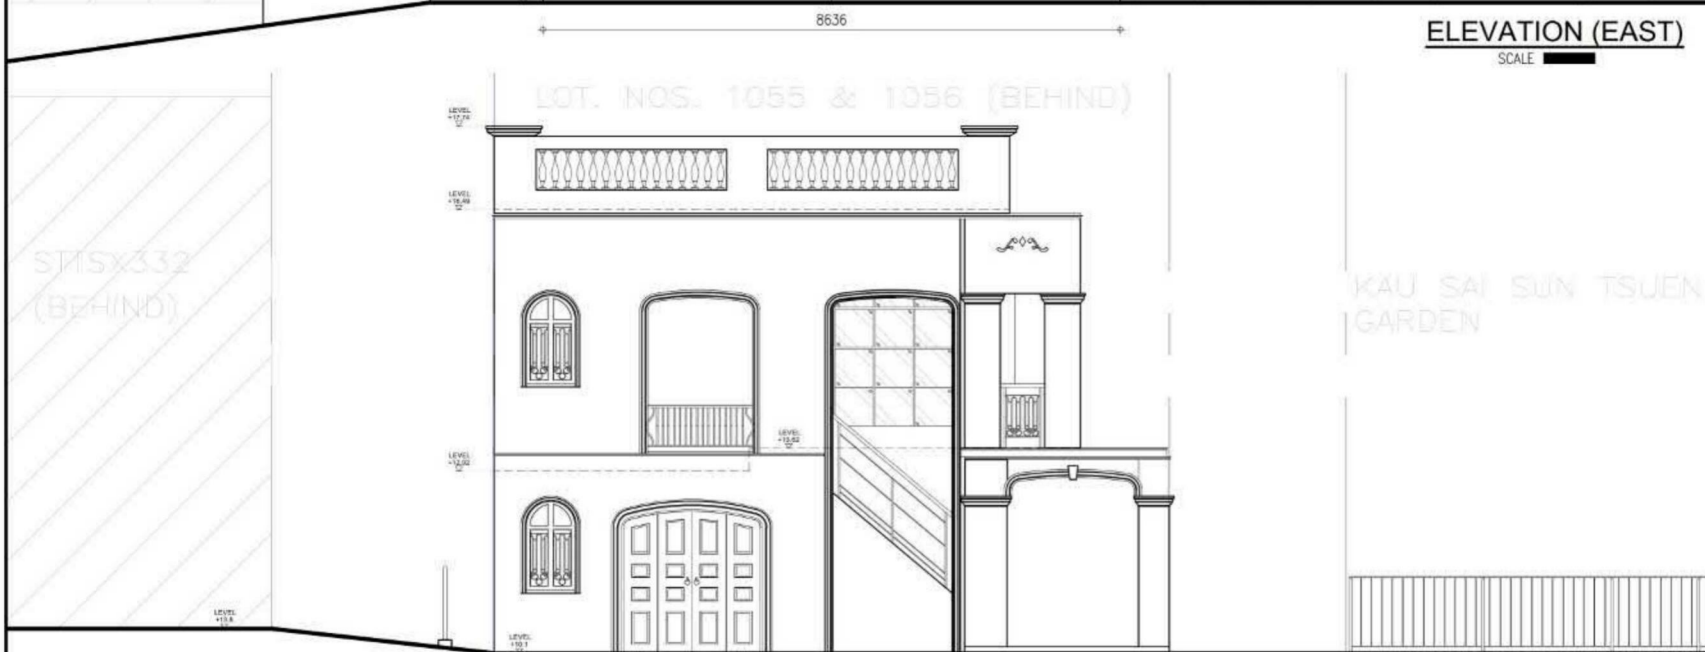 8636
ELEVATION (EAST)
SCALE
LOT. NOS. 1055 & 1056 (BEHIND)
LEVEL
LEVEL
STTSX332
(BEHIND)
KAU SAI SUN TSUEN
GARDEN
LEVEL
LEVEL
LEVEL
LEVEL